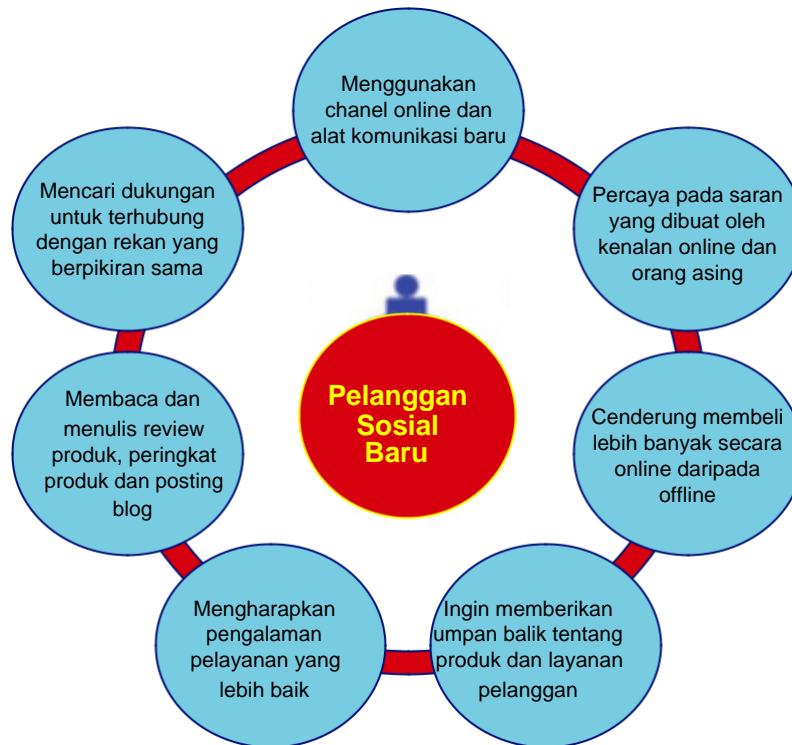 Menggunakan
chanel online dan
alat komunikasi baru
Percaya pada saran
yang dibuat oleh
kenalan online dan
orang asing
Cenderung membeli
lebih banyak secara
online daripada
offline
Ingin memberikan
umpan balik tentang
produk dan layanan
pelanggan
Mengharapkan
pengalaman
pelayanan yang
lebih baik
Membaca dan
menulis review
produk, peringkat
produk dan posting
blog
Mencari dukungan
untuk terhubung
dengan rekan yang
berpikiran sama
Pelanggan
Sosial
Baru